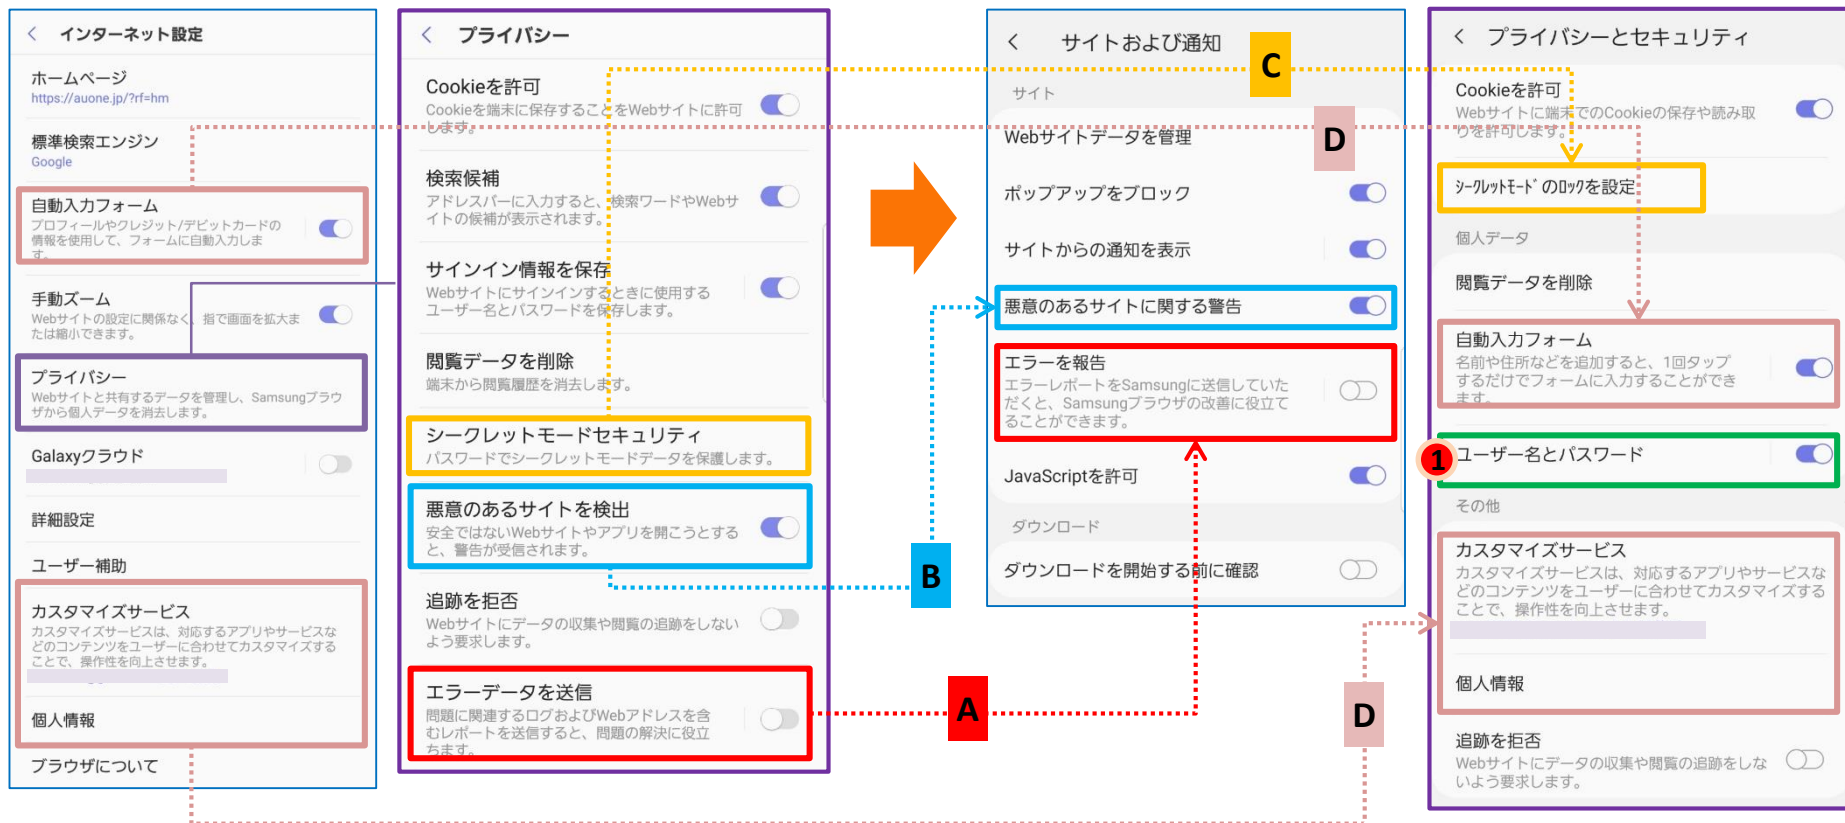 インターネット設定
ホームページ
https://auone.jp/?rf=hm
標準検索エンジン
Google
自動入力フォーム
プロフィールやクレジット/デビットカードの
情報を使用して、フォームに自動入力しま
す。
手動ズーム
Webサイトの設定に関係なく、指で画面を拡大ま
たは縮小できます。
プライバシー
Webサイトと共有するデータを管理し、Samsungブラウ
ザから個人データを消去します。
Galaxyクラウド
詳細設定
ユーザー補助
カスタマイズサービス
カスタマイズサービスは、対応するアプリやサービスな
どのコンテンツをユーザーに合わせてカスタマイズする
ことで、操作性を向上させます。
個人情報
ブラウザについて
プライバシー
Cookieを許可
Cookieを端末に保存することをWebサイトに許可
します。
検索候補
アドレスバーに入力すると、検索ワードやWebサ
イトの候補が表示されます。
サインイン情報を保存
Webサイトにサインインするときに使用する
ユーザー名とパスワードを保存します。
閲覧データを削除
端末から閲覧履歴を消去します。
シークレットモードセキュリティ
パスワードでシークレットモードデータを保護します。
悪意のあるサイトを検出
安全ではないWebサイトやアプリを開こうとする
と、警告が受信されます。
追跡を拒否
Webサイトにデータの収集や閲覧の追跡をしない
よう要求します。
エラーデータを送信
問題に関連するログおよびWebアドレスを含
むレポートを送信すると、問題の解決に役立
ちます。
B
A
サイトおよび通知
C
サイト
D
Webサイトデータを管理
ポップアップをブロック
サイトからの通知を表示
悪意のあるサイトに関する警告
エラーを報告
エラーレポートをSamsungに送信していた
だくと、Samsungブラウザの改善に役立て
ることができます。
JavaScriptを許可
ダウンロード
ダウンロードを開始する前に確認
D
プライバシーとセキュリティ
Cookieを許可
Webサイトに端末でのCookieの保存や読み取
りを許可します。
シークレットモードのロックを設定
個人データ
閲覧データを削除
自動入力フォーム
名前や住所などを追加すると、1回タップ
するだけでフォームに入力することができ
ます。
1
ユーザー名とパスワード
その他
カスタマイズサービス
カスタマイズサービスは、対応するアプリやサービスな
どのコンテンツをユーザーに合わせてカスタマイズする
ことで、操作性を向上させます。
個人情報
追跡を拒否
Webサイトにデータの収集や閲覧の追跡をしな
いよう要求します。